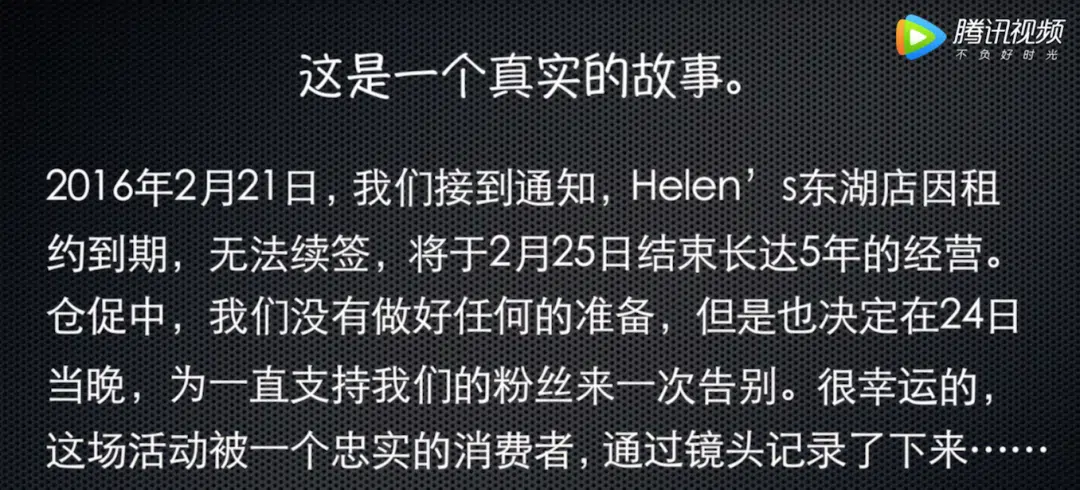 腾讯视频
不负好时光
这是一个真实的故事。
2016年2月21日，我们接到通知，Helen’s东湖店因租
约到期，无法续签，将于2月25日结束长达5年的经营。
仓促中，我们没有做好任何的准备，但是也决定在24日
当晚，为一直支持我们的粉丝来一次告别。很幸运的，
这场活动被一个忠实的消费者，通过镜头记录了下来……